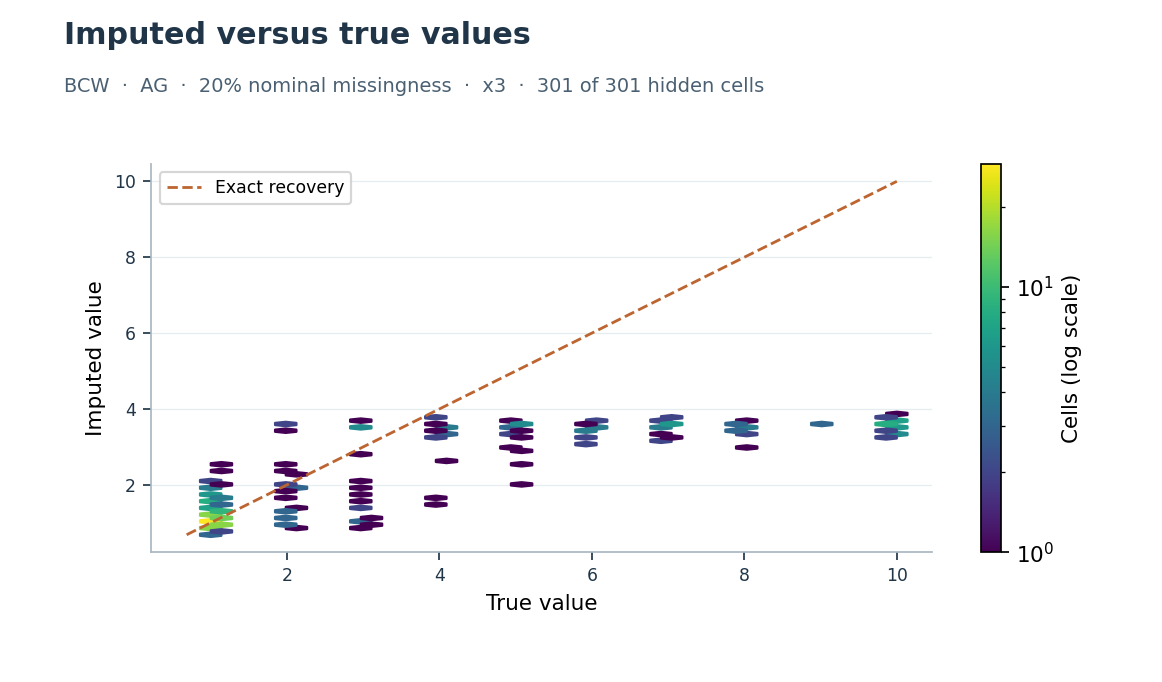 Imputed versus true values
BCW · AG · 20% nominal missingness · x3 · 301 of 301 hidden cells
Exact recovery
10
8
6
4
2
Imputed value
2
4
6
8
10
True value
10¹
10⁰
Cells (log scale)